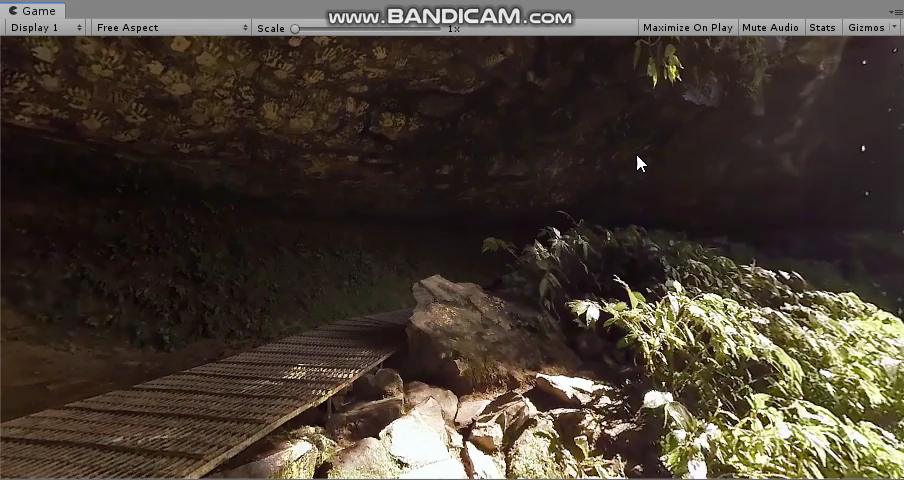 Game
www.BANDICAM.com
Display 1
Free Aspect
Scale
1x
Maximize On Play
Mute Audio
Stats
Gizmos